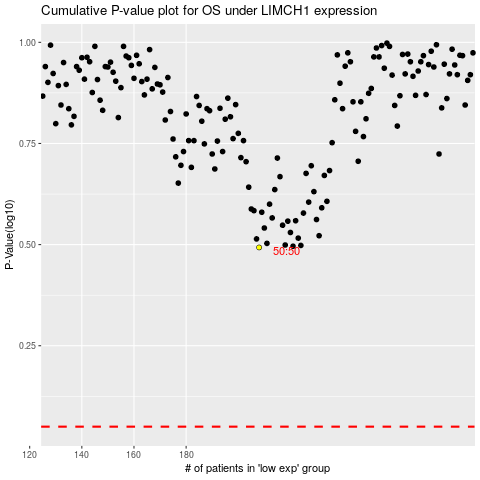 Cumulative P-value plot for OS under LIMCH1 expression
P-Value(log10)
1.00
0.75
0.50
0.25
50:50
120 140 160 180
# of patients in 'low exp' group